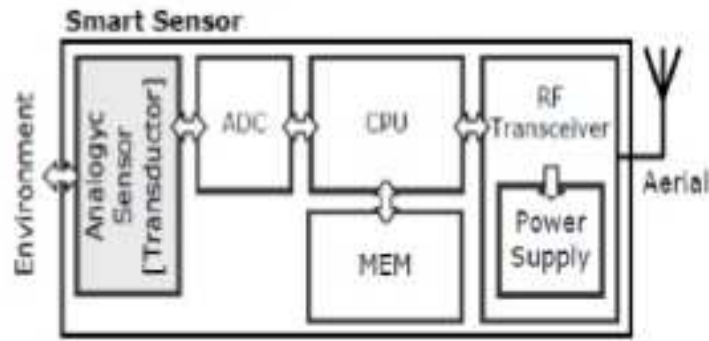 Smart Sensor
Environment
Analogyc
Sensor
[Transductor]
ADC
CPU
MEM
RF
Transceiver
Power
Supply
Aerial